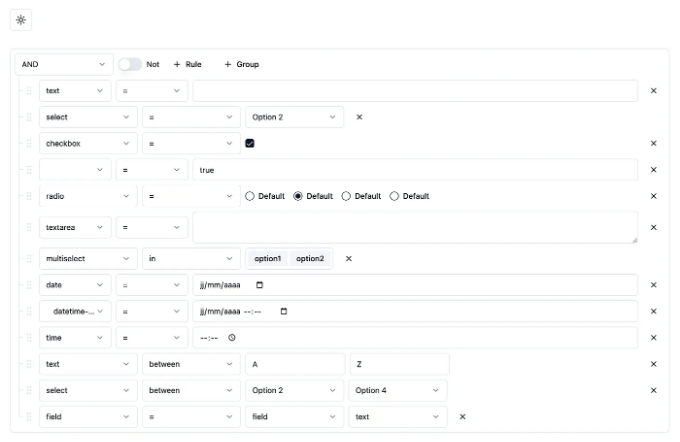 AND Not + Rule + Group
text =
select = Option 2
checkbox =
= true
radio = Default Default Default Default
textarea =
multiselect in option1 option2
date = jj/mm/aaaa
datetime-... = jj/mm/aaaa --:--
time = --:--
text between A Z
select between Option 2 Option 4
field = field text